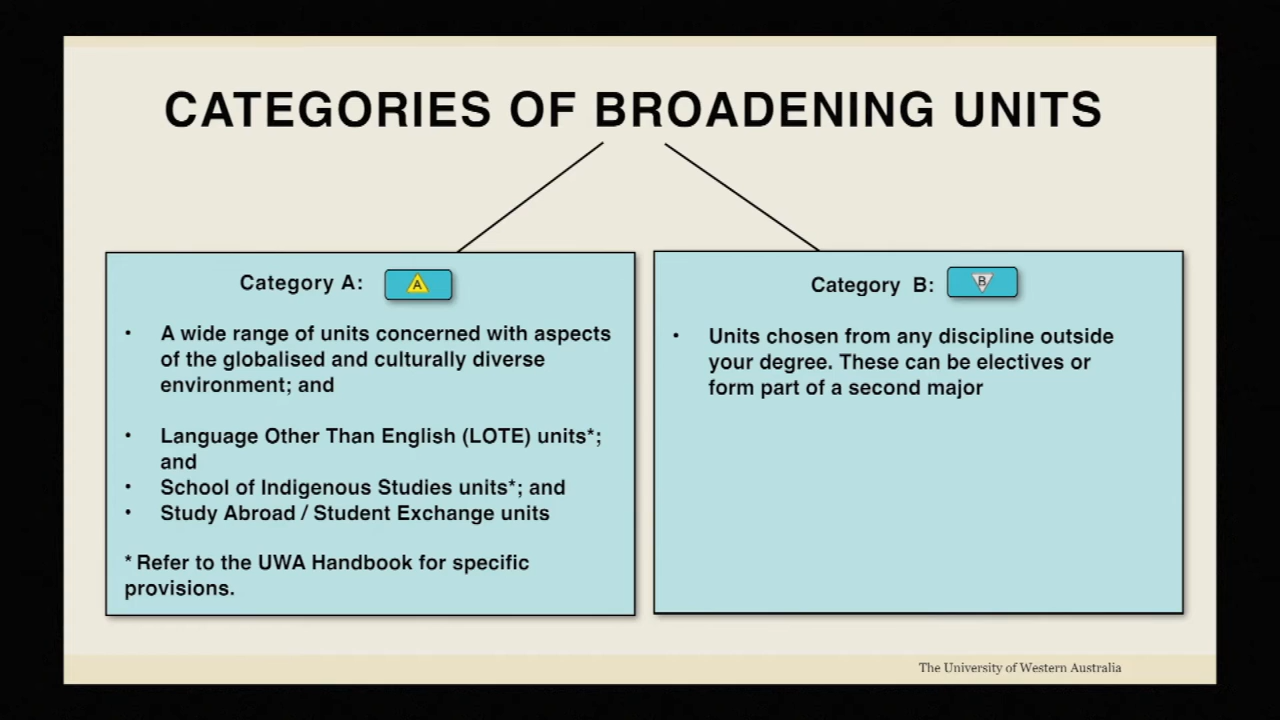 CATEGORIES OF BROADENING UNITS
Category A:
A
• A wide range of units concerned with aspects
of the globalised and culturally diverse
environment; and
• Language Other Than English (LOTE) units*;
and
• School of Indigenous Studies units*; and
• Study Abroad / Student Exchange units
* Refer to the UWA Handbook for specific
provisions.
Category B:
B
• Units chosen from any discipline outside
your degree. These can be electives or
form part of a second major
The University of Western Australia